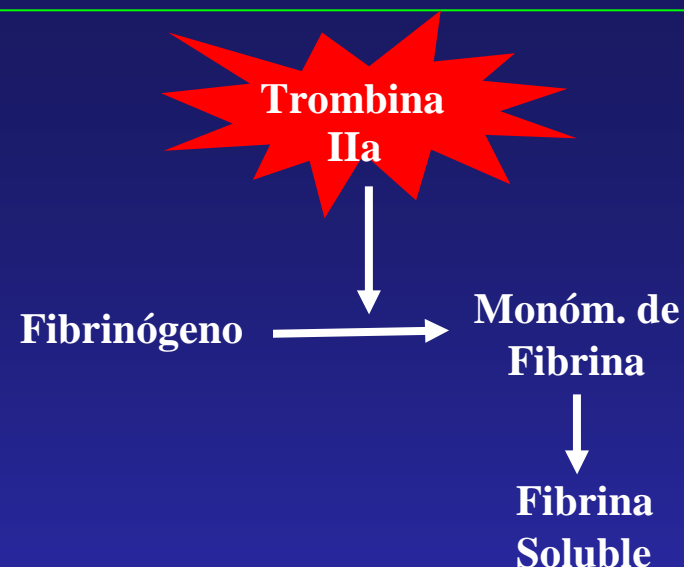 Trombina
IIa
Fibrinógeno
Monóm. de
Fibrina
Fibrina
Soluble